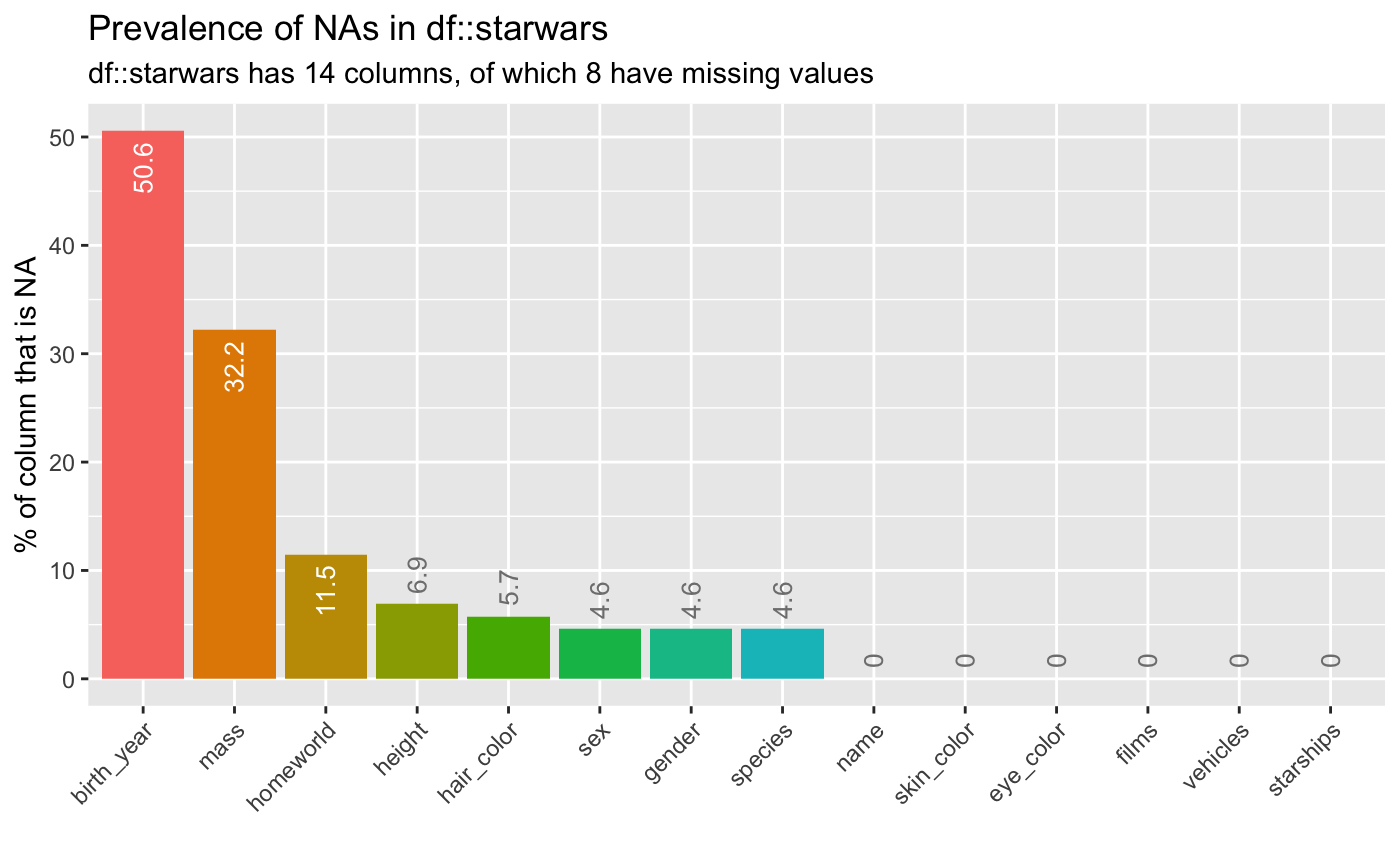 Prevalence of NAs in df::starwars
df::starwars has 14 columns, of which 8 have missing values
% of column that is NA
50
40
30
20
10
0
50.6
32.2
11.5
6.9
5.7
4.6
4.6
4.6
0
0
0
0
0
0
birth_year
mass
homeworld
height
hair_color
sex
gender
species
name
skin_color
eye_color
films
vehicles
starships